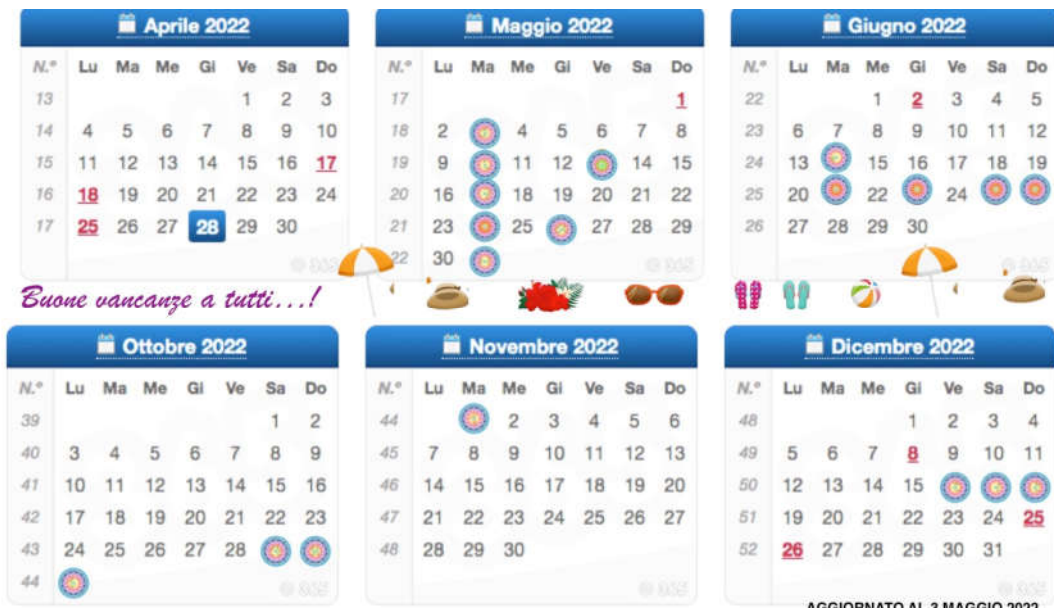 Aprile 2022
N.° Lu Ma Me Gi Ve Sa Do
13 1 2 3
14 4 5 6 7 8 9 10
15 11 12 13 14 15 16 17
16 18 19 20 21 22 23 24
17 25 26 27 28 29 30
© 365
Maggio 2022
N.° Lu Ma Me Gi Ve Sa Do
17 1
18 2 4 5 6 7 8
19 9 11 12 14 15
20 16 18 19 20 21 22
21 23 25 27 28 29
22 30
© 365
Giugno 2022
N.° Lu Ma Me Gi Ve Sa Do
22 1 2 3 4 5
23 6 7 8 9 10 11 12
24 13 15 16 17 18 19
25 20 22 24
26 27 28 29 30
Buone vancanze a tutti...!
Ottobre 2022
N.° Lu Ma Me Gi Ve Sa Do
39 1 2
40 3 4 5 6 7 8 9
41 10 11 12 13 14 15 16
42 17 18 19 20 21 22 23
43 24 25 26 27 28
44
© 365
Novembre 2022
N.° Lu Ma Me Gi Ve Sa Do
44 2 3 4 5 6
45 7 8 9 10 11 12 13
46 14 15 16 17 18 19 20
47 21 22 23 24 25 26 27
48 28 29 30
© 365
Dicembre 2022
N.° Lu Ma Me Gi Ve Sa Do
48 1 2 3 4
49 5 6 7 8 9 10 11
50 12 13 14 15
51 19 20 21 22 23 24 25
52 26 27 28 29 30 31
© 365
AGGIORNATO AL 3 MAGGIO 2022